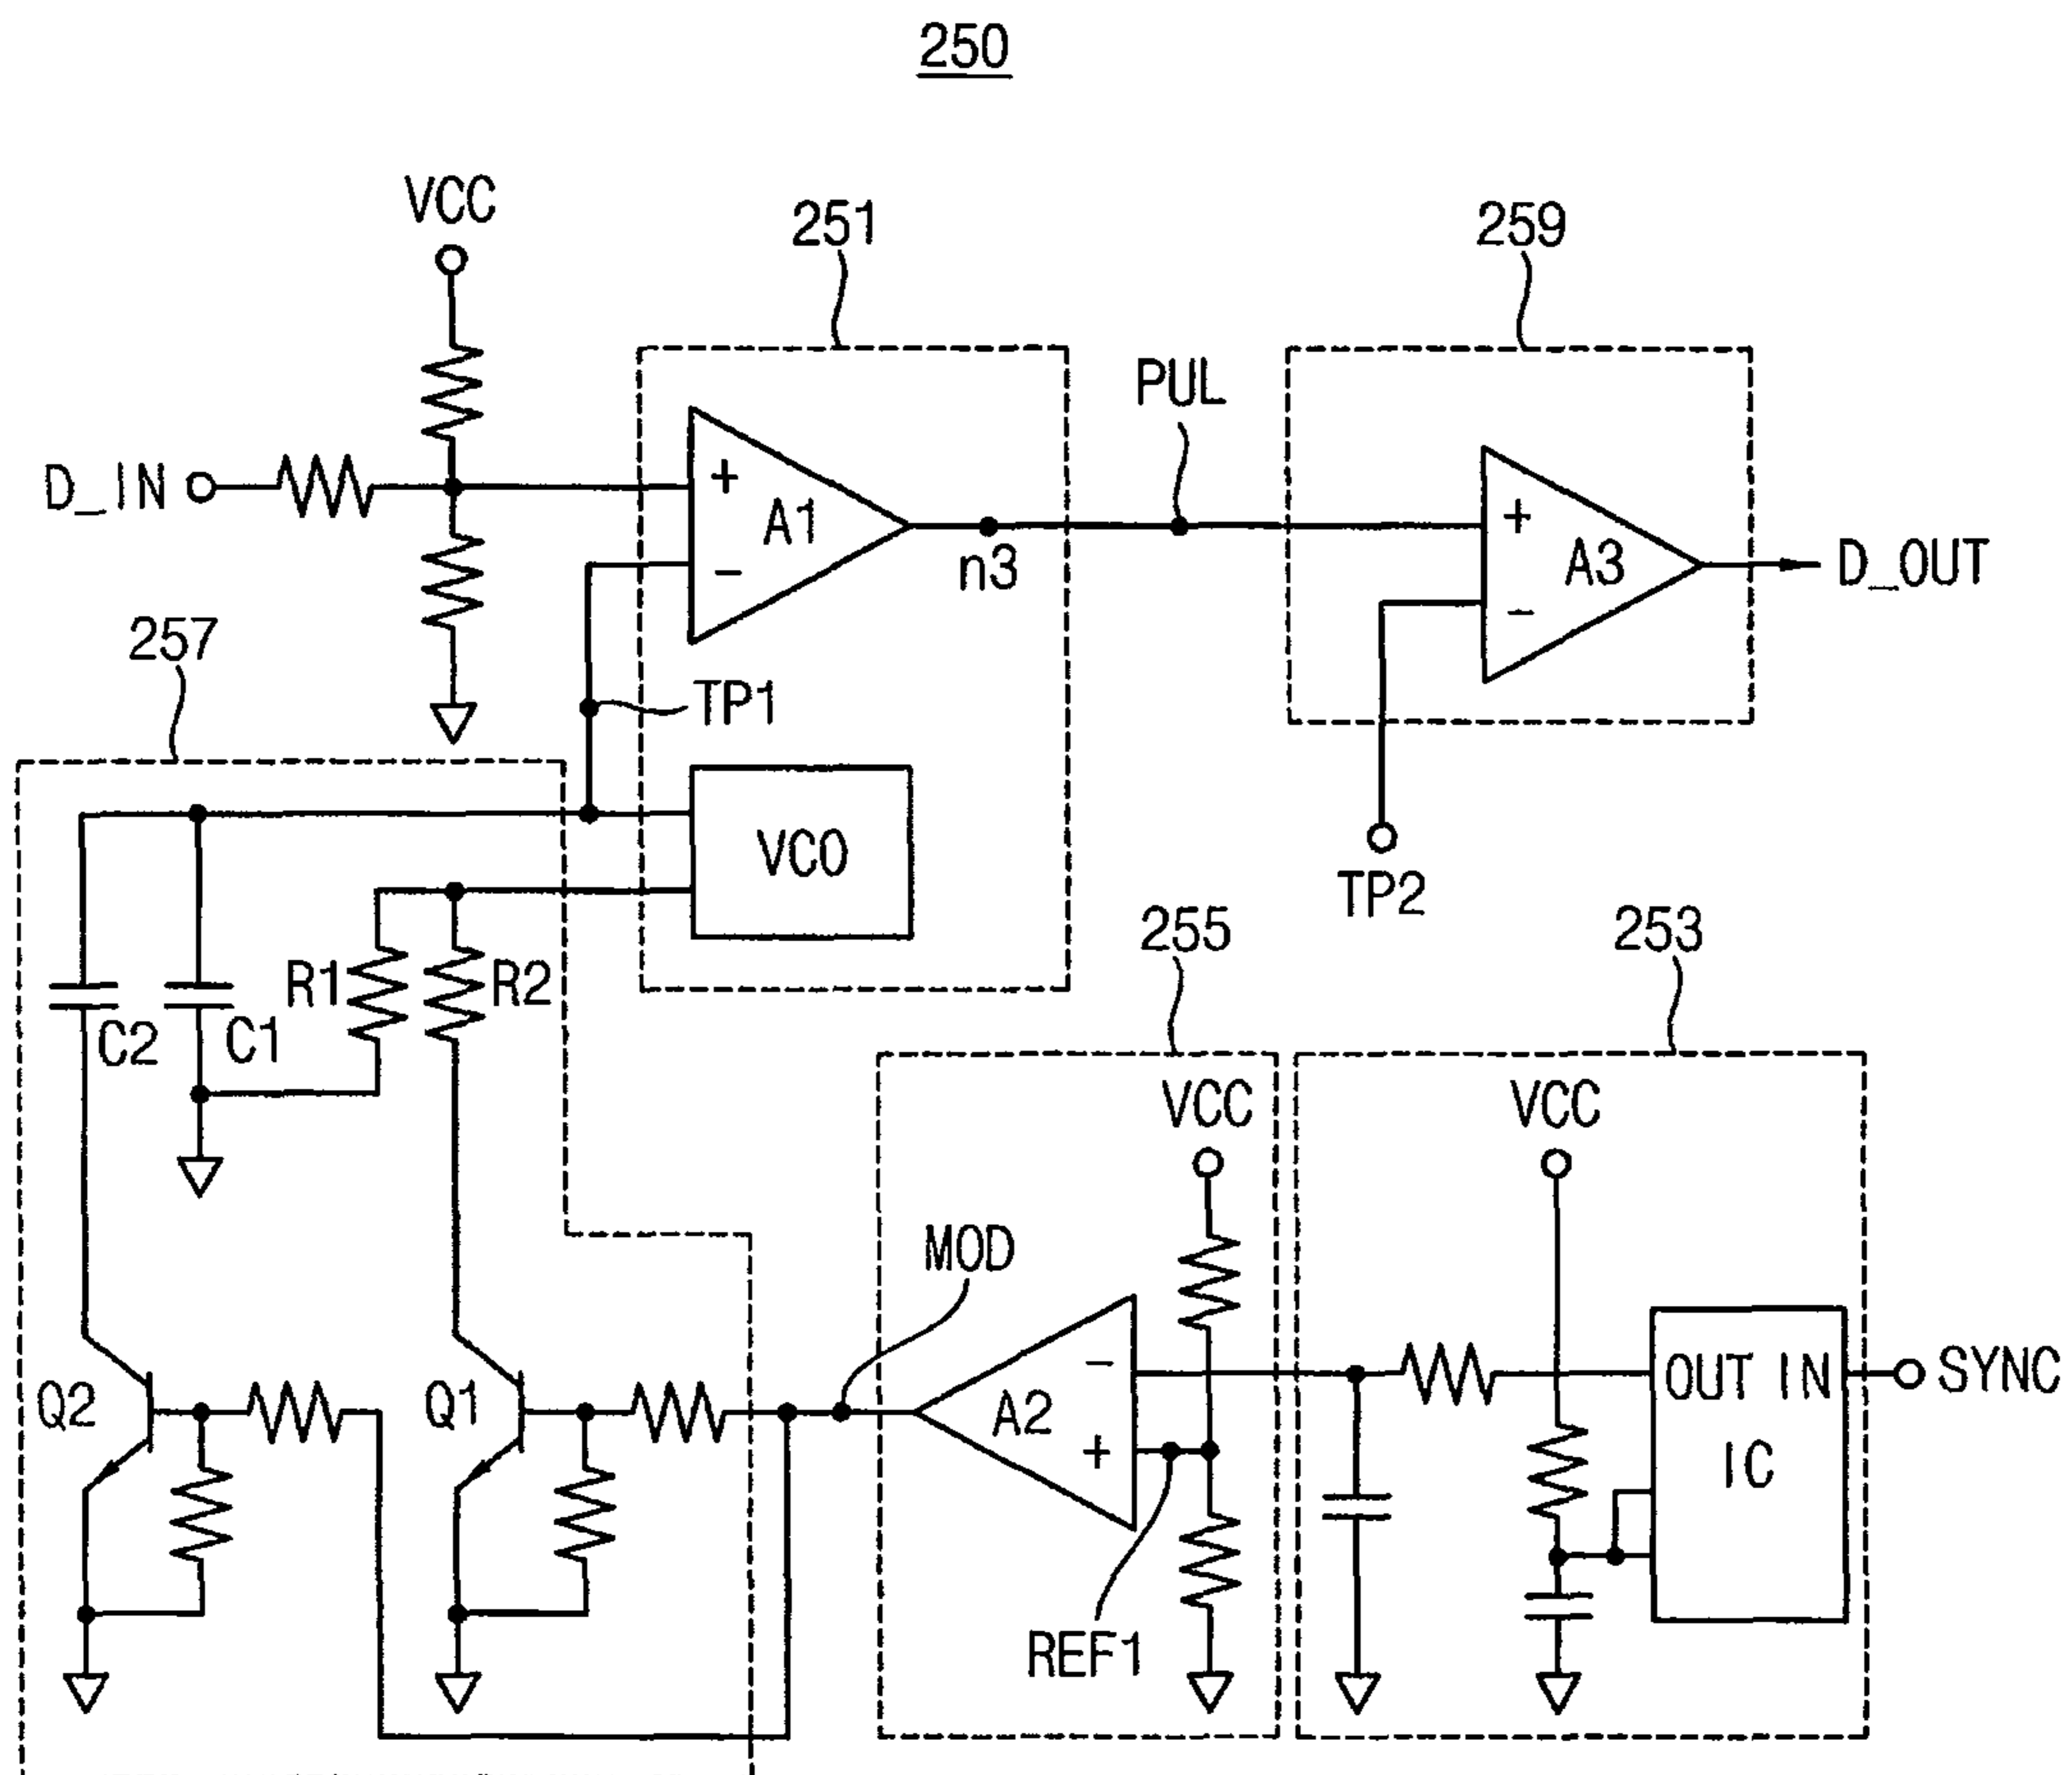 250
VCC
251
259
PUL
D_IN
+
A1
-
n3
+
A3
-
D_OUT
257
TP1
VCO
TP2
255
253
R1
R2
C2
C1
VCC
VCC
MOD
-
A2
+
OUT IN
IC
SYNC
Q2
Q1
REF1